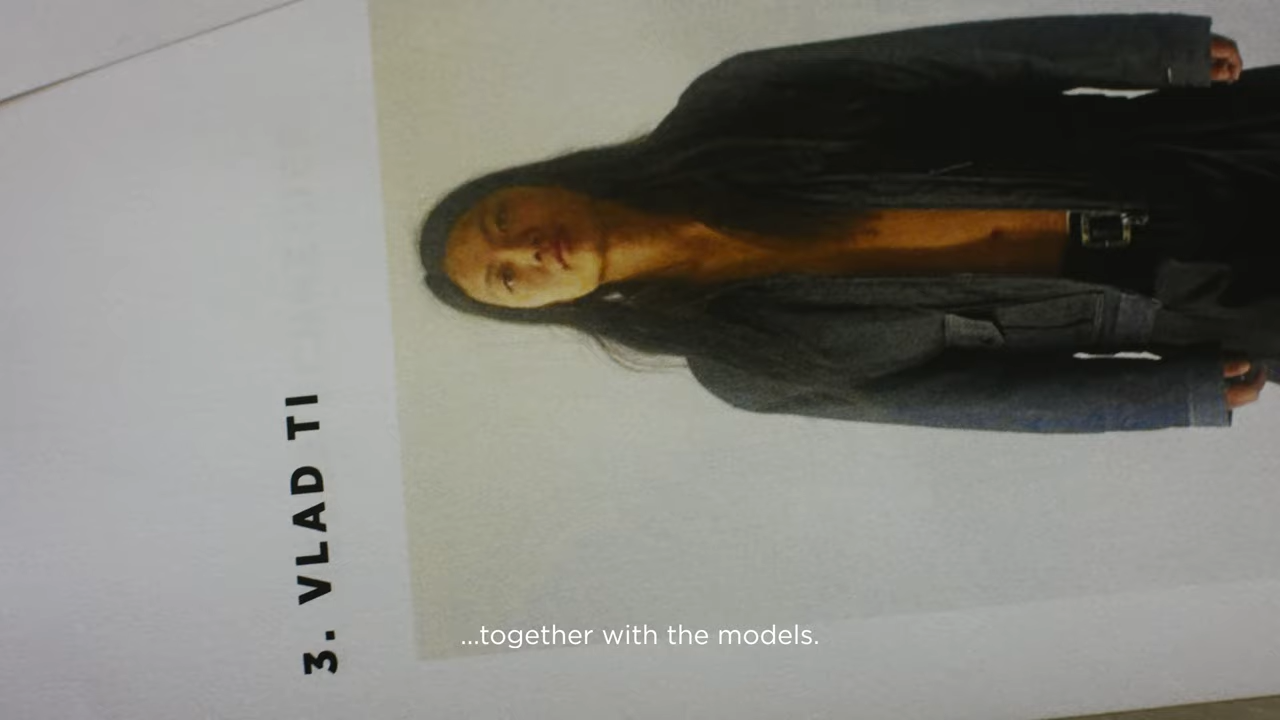 3. VLAD TI
...together with the models.